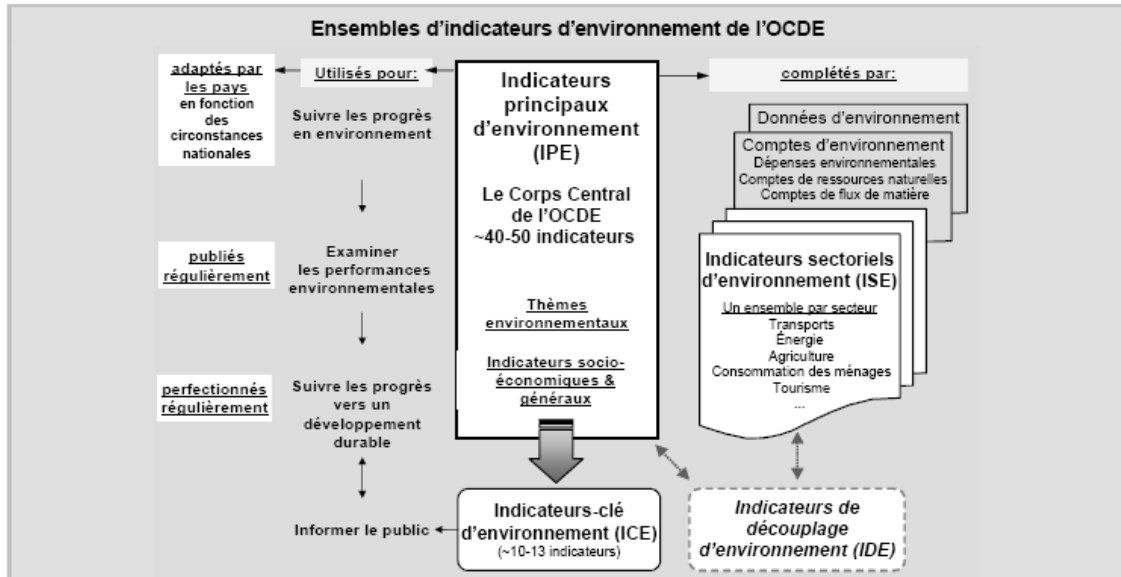 Ensembles d’indicateurs d’environnement de l’OCDE
adaptés par
les pays
en fonction
des
circonstances
nationales
publiés
régulièrement
perfectionnés
régulièrement
Utilisés pour:
Suivre les progrès
en environnement
Examiner
les performances
environnementales
Suivre les progrès
vers un
développement
durable
Informer le public
Indicateurs
principaux
d’environnement
(IPE)
Le Corps Central
de l’OCDE
~40-50 indicateurs
Thèmes
environnementaux
Indicateurs socio-
économiques &
généraux
Indicateurs-clé
d’environnement (ICE)
(~10-13 indicateurs)
complétés par:
Données d’environnement
Comptes d’environnement
Dépenses environnementales
Comptes de ressources naturelles
Comptes de flux de matière
Indicateurs sectoriels
d’environnement (ISE)
Un ensemble par secteur
Transports
Énergie
Agriculture
Consommation des ménages
Tourisme
...
Indicateurs de
découplage
d’environnement (IDE)